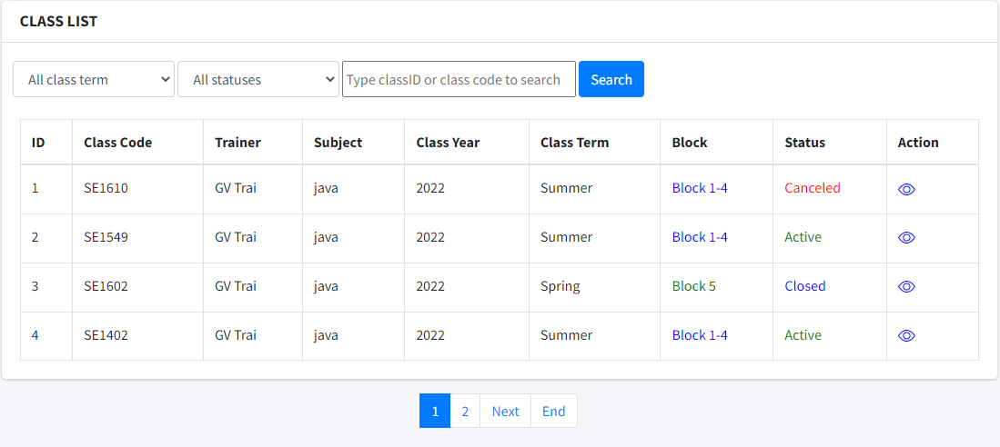 CLASS LIST
All class term All statuses Type classID or class code to search Search
ID Class Code Trainer Subject Class Year Class Term Block Status Action
1 SE1610 GV Trai java 2022 Summer Block 1-4 Canceled
2 SE1549 GV Trai java 2022 Summer Block 1-4 Active
3 SE1602 GV Trai java 2022 Spring Block 5 Closed
4 SE1402 GV Trai java 2022 Summer Block 1-4 Active
1 2 Next End